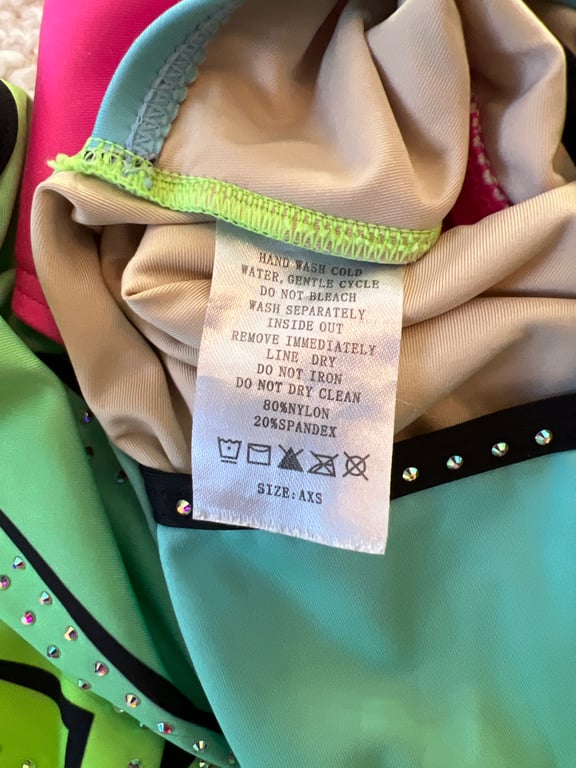 HAND WASH COLD
WATER, GENTLE CYCLE
DO NOT BLEACH
WASH SEPARATELY
INSIDE OUT
REMOVE IMMEDIATELY
LINE DRY
DO NOT IRON
DO NOT DRY CLEAN
80%NYLON
20%SPANDEX
SIZE:AXS